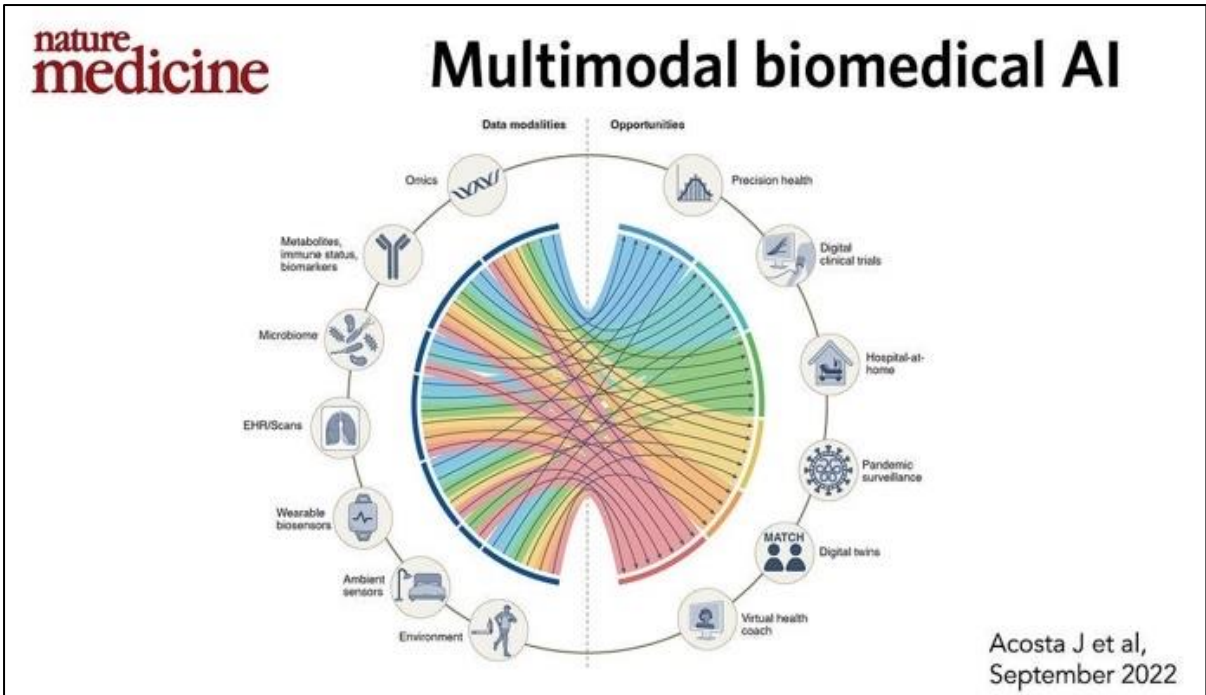 nature
medicine
Multimodal biomedical AI
Data modalities
Opportunities
Omics
Metabolites,
immune status,
biomarkers
Microbiome
EHR/Scans
Wearable
biosensors
Ambient
sensors
Environment
Precision health
Digital
clinical trials
Hospital-at-
home
Pandemic
surveillance
MATCH
Digital twins
Virtual health
coach
Acosta J et al,
September 2022